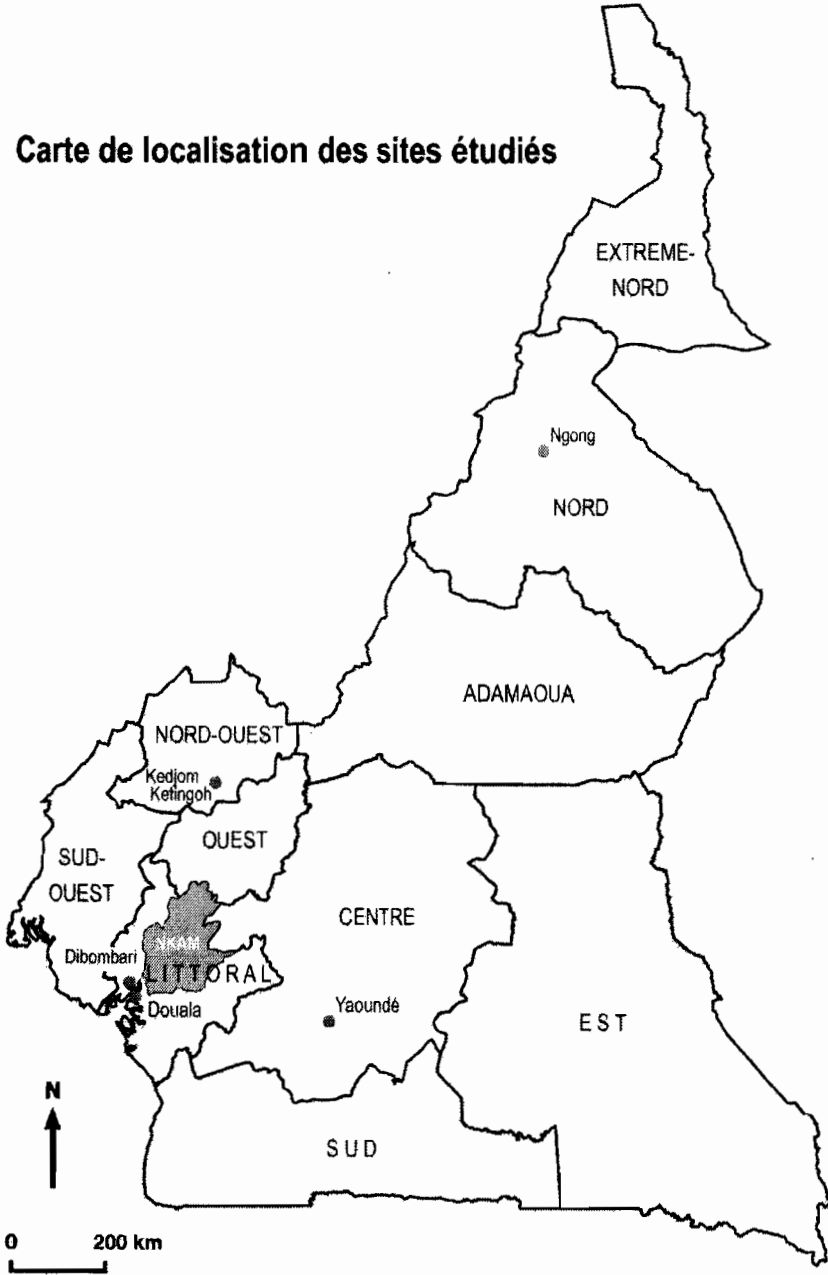 Carte de localisation des sites étudiés
EXTREME-
NORD
Ngong
NORD
ADAMAOUA
NORD-OUEST
Kedjom
Ketingoh
OUEST
SUD-
OUEST
CENTRE
NKAM
Dibombari
LITTORAL
Douala
Yaoundé
EST
N
SUD
0 200 km